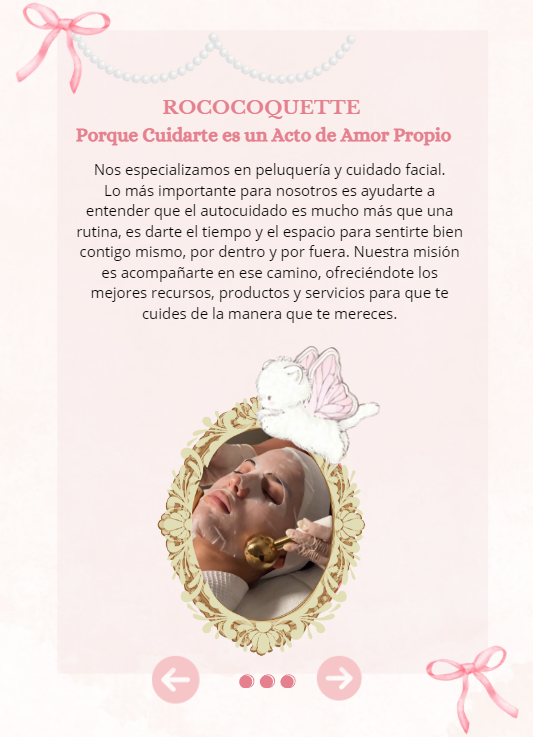 ROCOCOQUETTE
Porque Cuidarte es un Acto de Amor Propio
Nos especializamos en peluquería y cuidado facial.
Lo más importante para nosotros es ayudarte a
entender que el autocuidado es mucho más que una
rutina, es darte el tiempo y el espacio para sentirte bien
contigo mismo, por dentro y por fuera. Nuestra misión
es acompañarte en ese camino, ofreciéndote los
mejores recursos, productos y servicios para que te
cuides de la manera que te mereces.